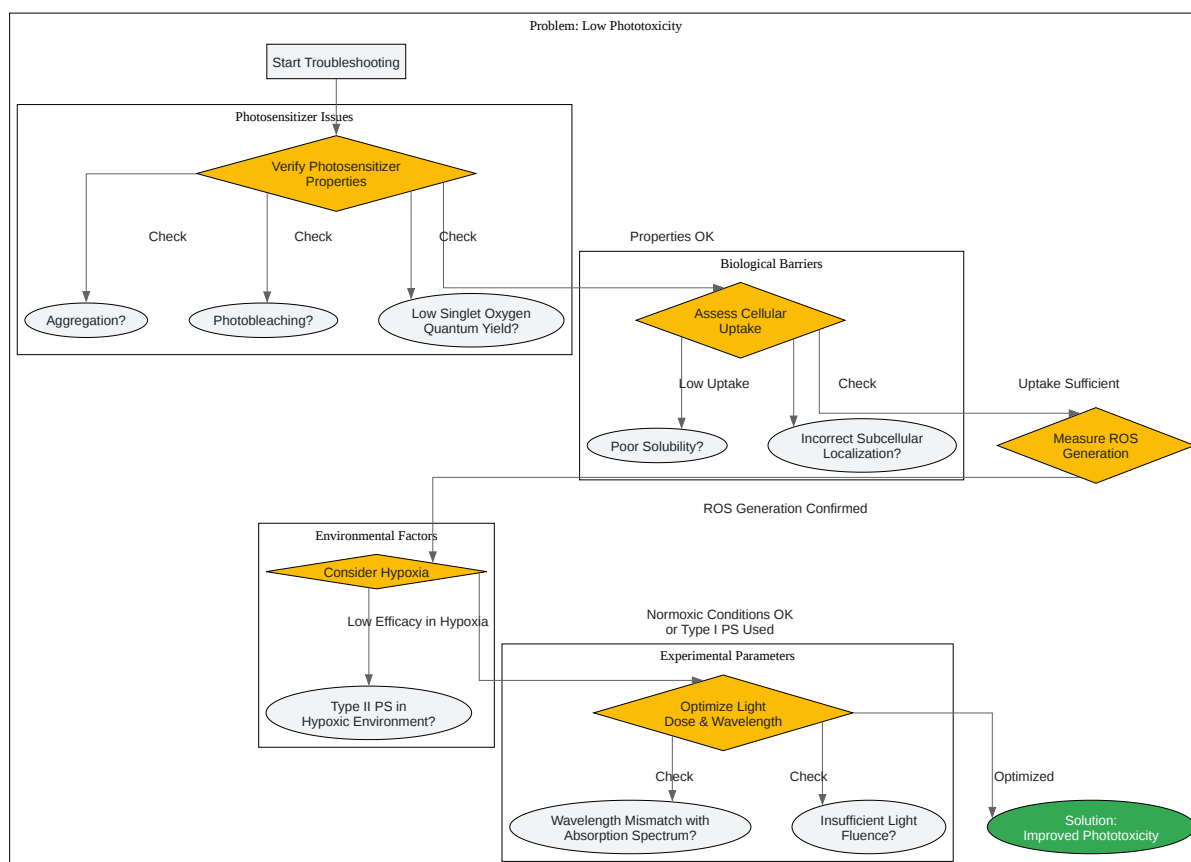 Problem: Low Phototoxicity
Start Troubleshooting
Photosensitizer Issues
Verify Photosensitizer
Properties
Check
Check
Check
Properties OK
Aggregation?
Photobleaching?
Low Singlet Oxygen
Quantum Yield?
Biological Barriers
Assess Cellular
Uptake
Low Uptake
Check
Uptake Sufficient
Poor Solubility?
Incorrect Subcellular
Localization?
Measure ROS
Generation
ROS Generation Confirmed
Environmental Factors
Consider Hypoxia
Low Efficacy in Hypoxia
Normoxic Conditions OK
or Type I PS Used
Type II PS in
Hypoxic Environment?
Experimental Parameters
Optimize Light
Dose & Wavelength
Check
Check
Optimized
Wavelength Mismatch with
Absorption Spectrum?
Insufficient Light
Fluence?
Solution:
Improved Phototoxicity